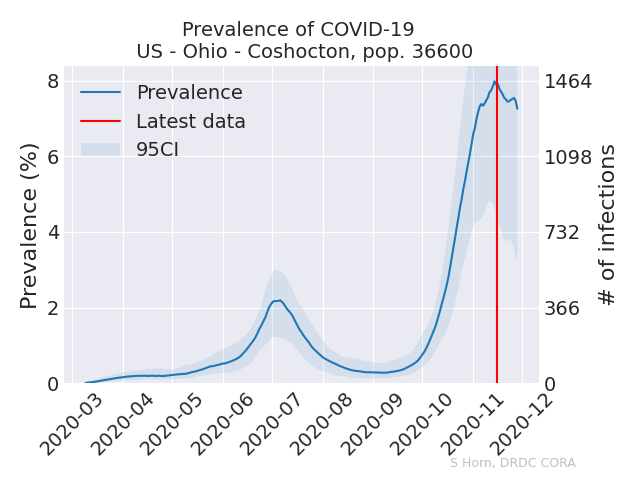 Prevalence of COVID-19
US - Ohio - Coshocton, pop. 36600
Prevalence
Latest data
95CI
Prevalence (%)
8
6
4
2
0
1464
1098
732
366
0
# of infections
2020-03
2020-04
2020-05
2020-06
2020-07
2020-08
2020-09
2020-10
2020-11
2020-12
S Horn, DRDC CORA